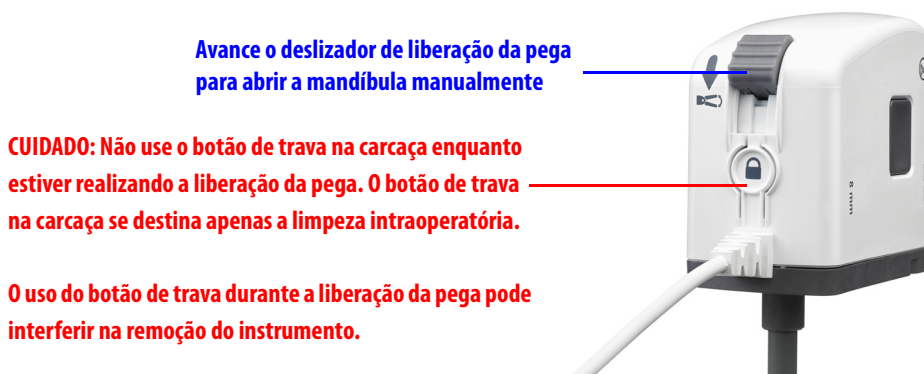 Avance o deslizador de liberação da pega
para abrir a mandíbula manualmente
CUIDADO: Não use o botão de trava na carcaça enquanto
estiver realizando a liberação da pega. O botão de trava
na carcaça se destina apenas a limpeza intraoperatória.
O uso do botão de trava durante a liberação da pega pode
interferir na remoção do instrumento.
8 mm